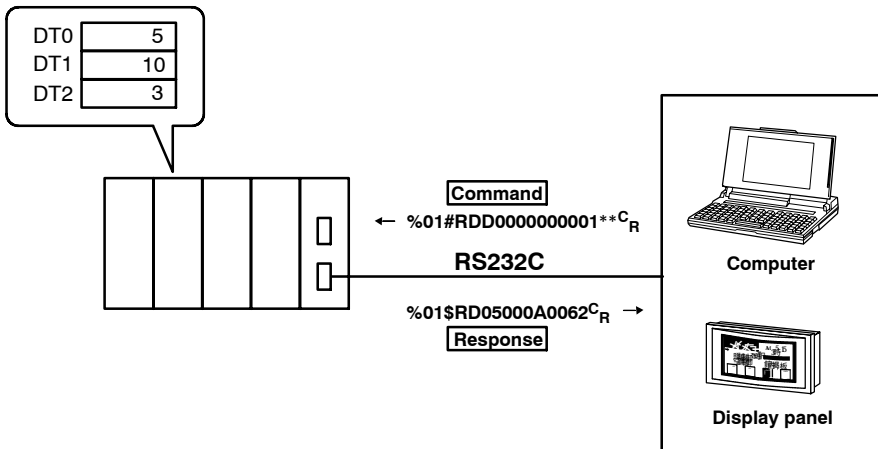 DT0 5
DT1 10
DT2 3
Command
← %01#RDD0000000001**CR
RS232C
Computer
%01$RD05000A0062CR →
Response
Display panel